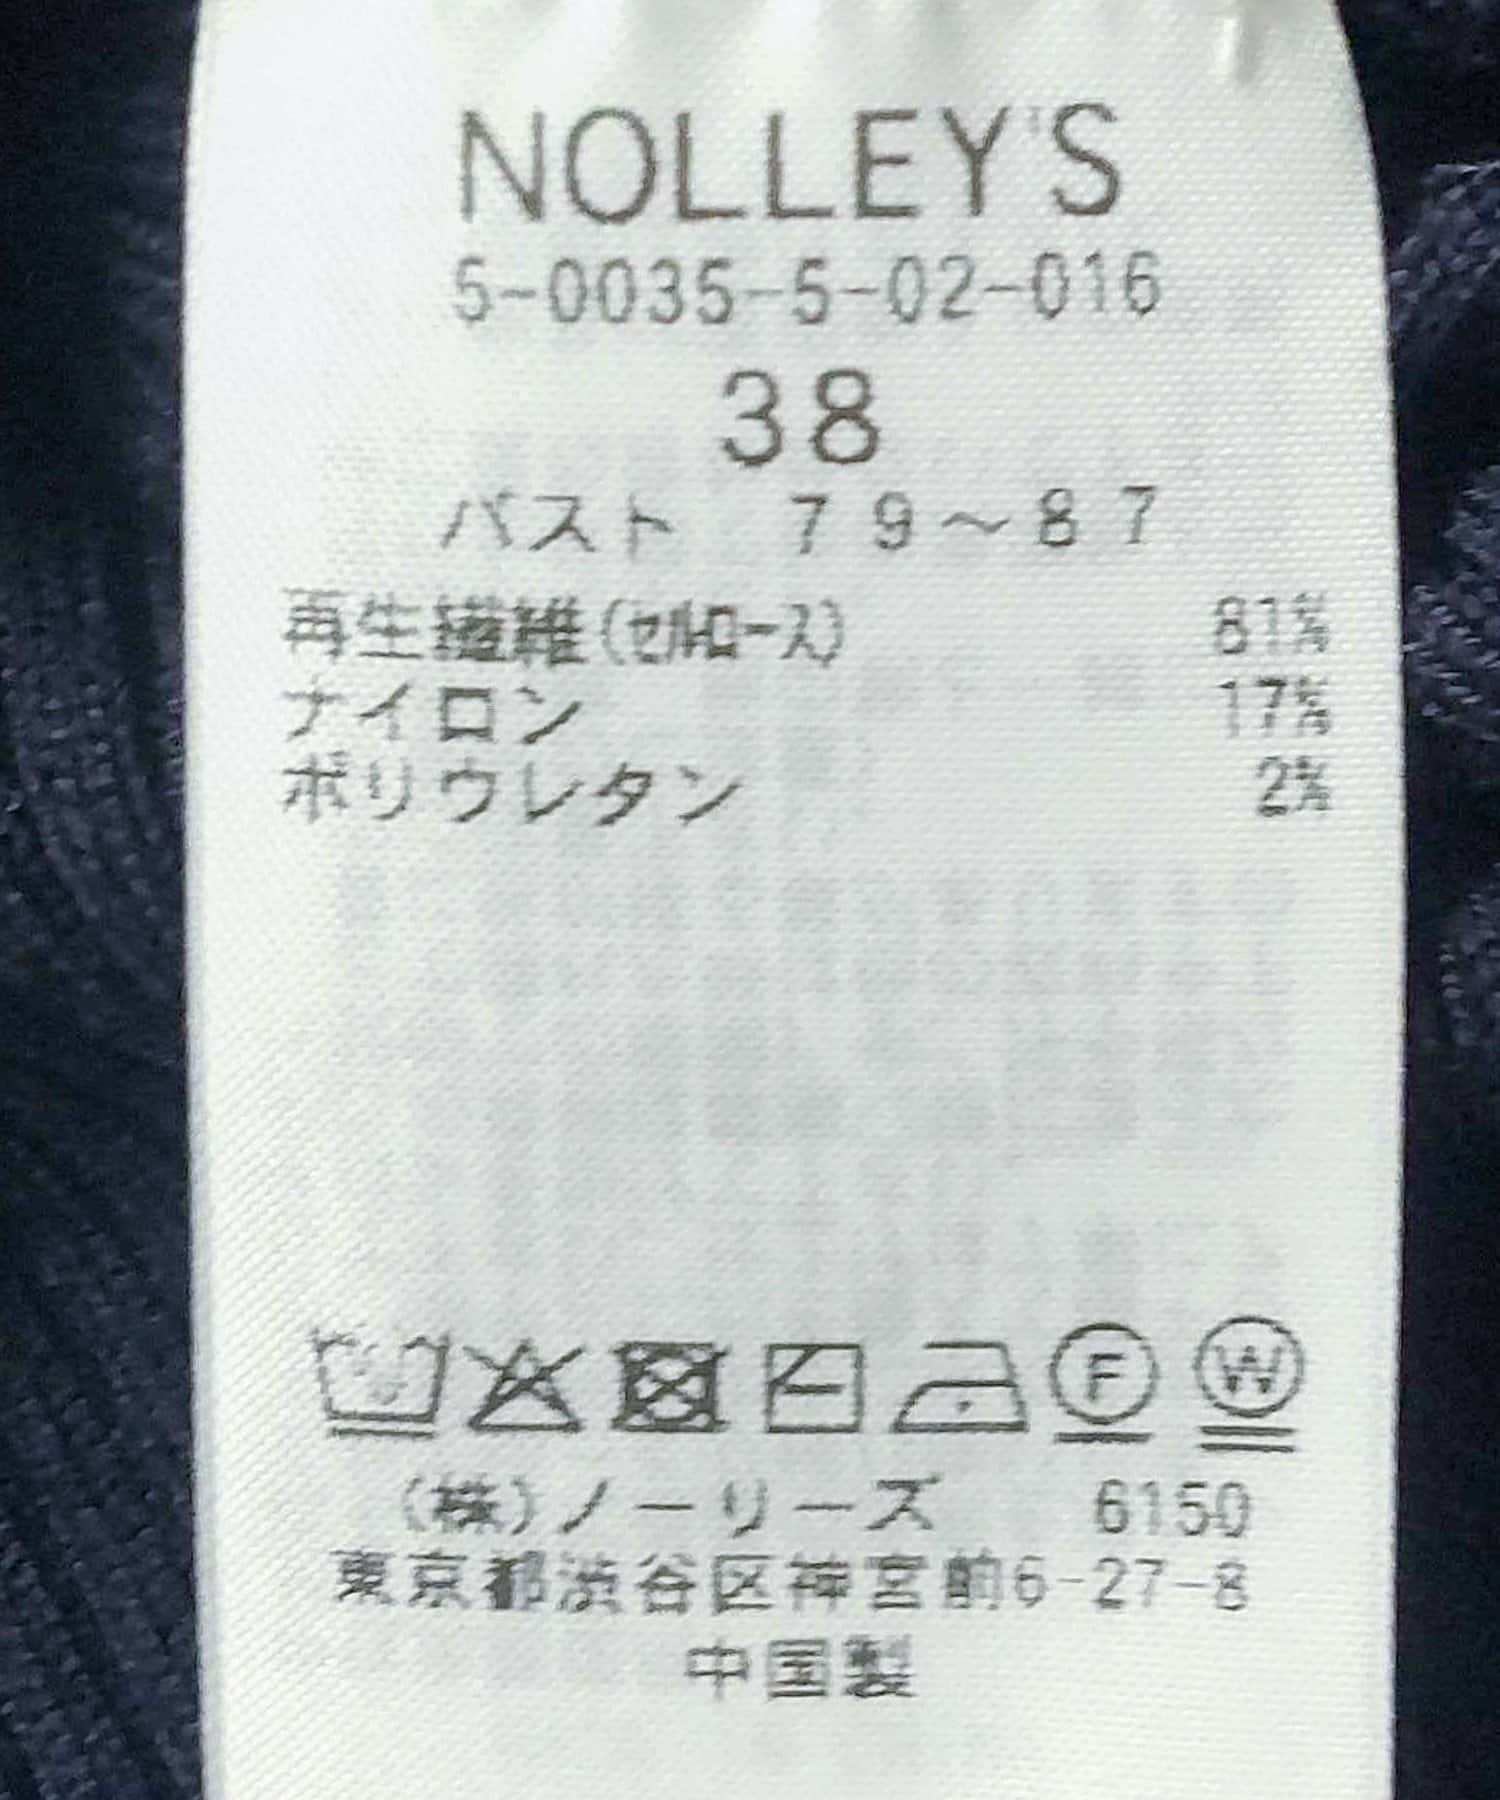 NOLLEY'S
5-0035-5-02-016
38
バスト 79～87
再生繊維(セルロース) 81%
ナイロン 17%
ポリウレタン 2%
F W
(株)ノーリーズ 6150
東京都渋谷区神宮前6-27-8
中国製